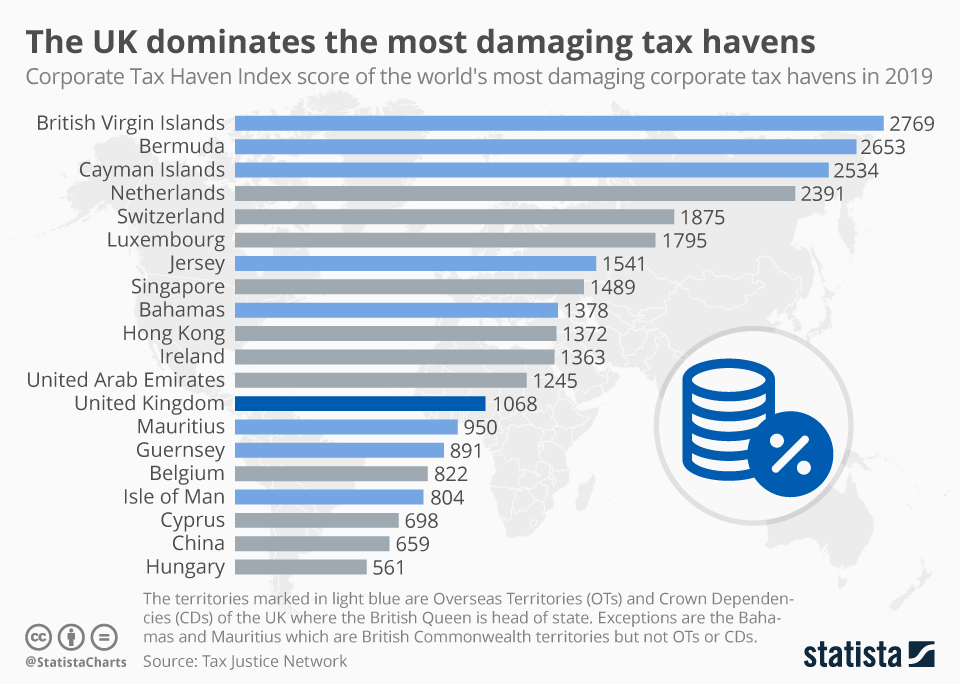 The UK dominates the most damaging tax havens
Corporate Tax Haven Index score of the world's most damaging corporate tax havens in 2019
British Virgin Islands 2769
Bermuda 2653
Cayman Islands 2534
Netherlands 2391
Switzerland 1875
Luxembourg 1795
Jersey 1541
Singapore 1489
Bahamas 1378
Hong Kong 1372
Ireland 1363
United Arab Emirates 1245
United Kingdom 1068
Mauritius 950
Guernsey 891
Belgium 822
Isle of Man 804
Cyprus 698
China 659
Hungary 561
%
The territories marked in light blue are Overseas Territories (OTs) and Crown Dependen-
cies (CDs) of the UK where the British Queen is head of state. Exceptions are the Baha-
mas and Mauritius which are British Commonwealth territories but not OTs or CDs.
cc =
@StatistaCharts Source: Tax Justice Network
statista